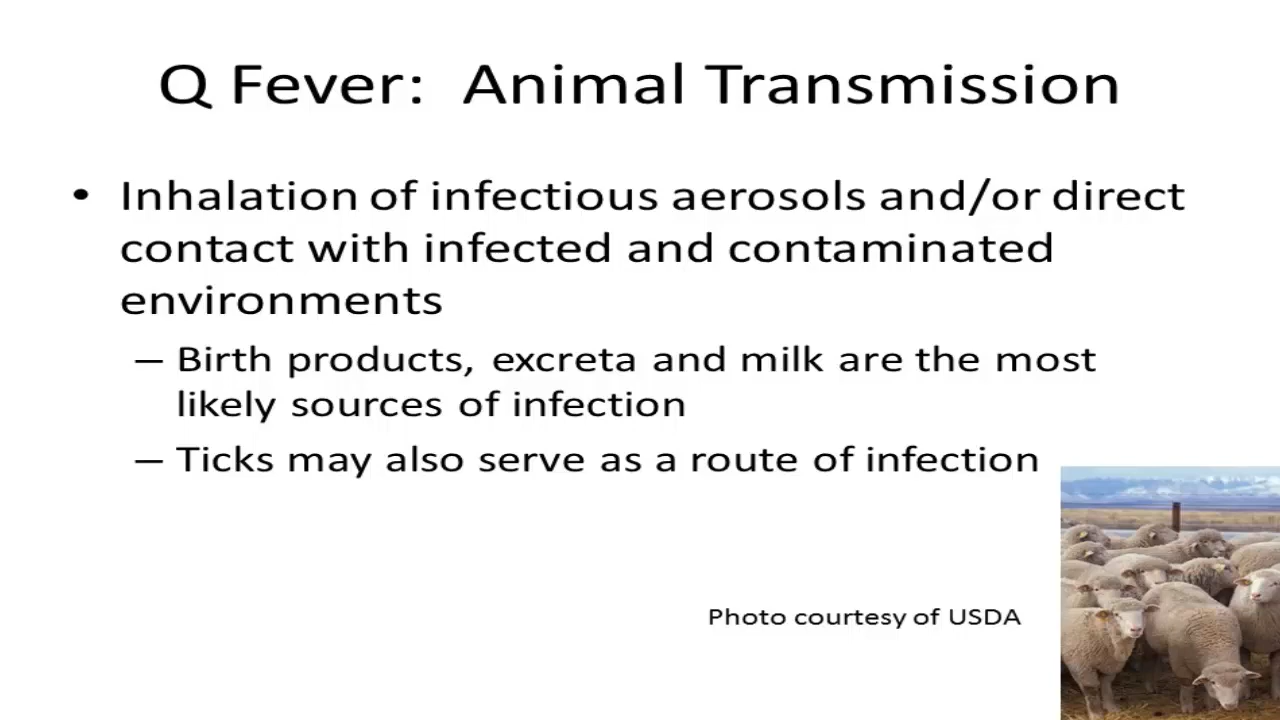 Q Fever: Animal Transmission
• Inhalation of infectious aerosols and/or direct
contact with infected and contaminated
environments
– Birth products, excreta and milk are the most
likely sources of infection
– Ticks may also serve as a route of infection
Photo courtesy of USDA